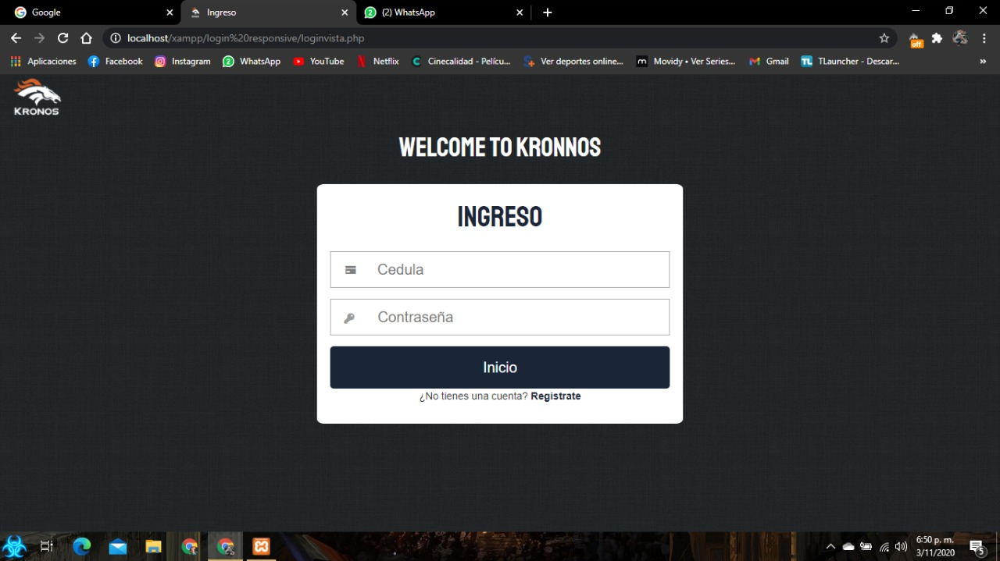 Google
Ingreso
(2) WhatsApp
localhost/xampp/login%20responsive/loginvista.php
off
Aplicaciones
Facebook
Instagram
WhatsApp
YouTube
Netflix
Cinecalidad - Pelícu...
Ver deportes online...
Movidy • Ver Series...
Gmail
TLauncher - Descar...
»
KRONOS
WELCOME TO KRONNOS
INGRESO
Cedula
Contraseña
Inicio
¿No tienes una cuenta? Registrate
6:50 p. m.
3/11/2020
5